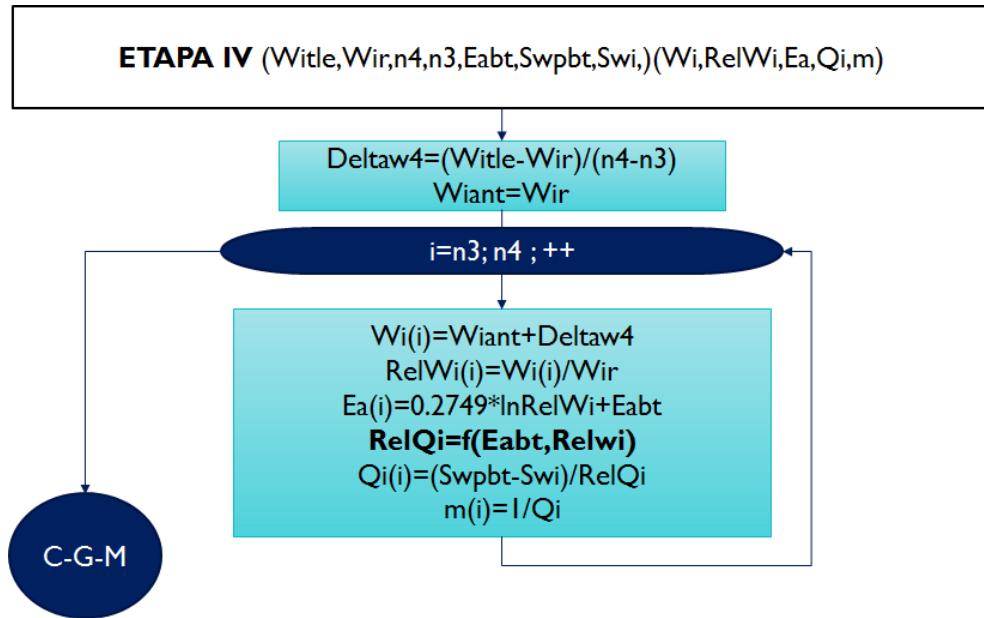 ETAPA IV (Witle,Wir,n4,n3,Eabt,Swpbt,Swi,)(Wi,RelWi,Ea,Qi,m)
Deltaw4=(Witle-Wir)/(n4-n3)
Wiant=Wir
i=n3; n4 ; ++
Wi(i)=Wiant+Deltaw4
RelWi(i)=Wi(i)/Wir
Ea(i)=0.2749*lnRelWi+Eabt
RelQi=f(Eabt,Relwi)
Qi(i)=(Swpbt-Swi)/RelQi
m(i)=1/Qi
C-G-M